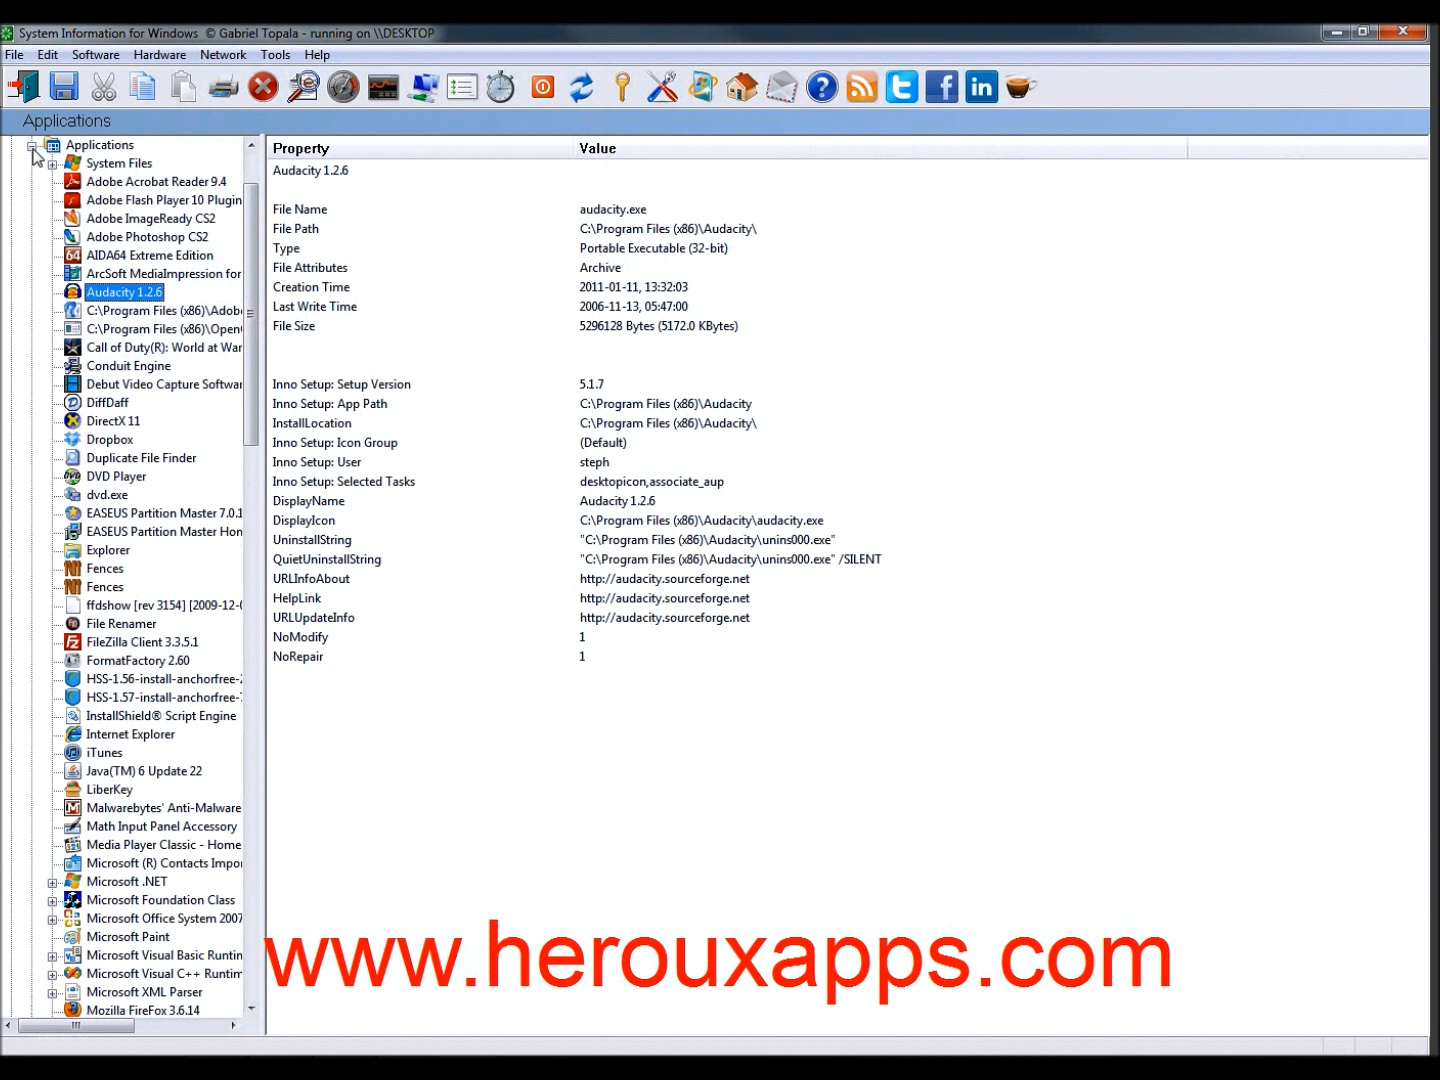 System Information for Windows © Gabriel Topala - running on \\DESKTOP
File Edit Software Hardware Network Tools Help
Applications
Applications
System Files
Adobe Acrobat Reader 9.4
Adobe Flash Player 10 Plugin
Adobe ImageReady CS2
Adobe Photoshop CS2
AIDA64 Extreme Edition
ArcSoft MediaImpression for
Audacity 1.2.6
C:\Program Files (x86)\Adob
C:\Program Files (x86)\Open
Call of Duty(R): World at War
Conduit Engine
Debut Video Capture Softwar
DiffDaff
DirectX 11
Dropbox
Duplicate File Finder
DVD Player
dvd.exe
EASEUS Partition Master 7.0.1
EASEUS Partition Master Hom
Explorer
Fences
Fences
ffdshow [rev 3154] [2009-12-0
File Renamer
FileZilla Client 3.3.5.1
FormatFactory 2.60
HSS-1.56-install-anchorfree-2
HSS-1.57-install-anchorfree-7
InstallShield® Script Engine
Internet Explorer
iTunes
Java(TM) 6 Update 22
LiberKey
Malwarebytes' Anti-Malware
Math Input Panel Accessory
Media Player Classic - Home
Microsoft (R) Contacts Impor
Microsoft .NET
Microsoft Foundation Class
Microsoft Office System 2007
Microsoft Paint
Microsoft Visual Basic Runtin
Microsoft Visual C++ Runtim
Microsoft XML Parser
Mozilla FireFox 3.6.14
Property Value
Audacity 1.2.6
File Name audacity.exe
File Path C:\Program Files (x86)\Audacity\
Type Portable Executable (32-bit)
File Attributes Archive
Creation Time 2011-01-11, 13:32:03
Last Write Time 2006-11-13, 05:47:00
File Size 5296128 Bytes (5172.0 KBytes)
Inno Setup: Setup Version 5.1.7
Inno Setup: App Path C:\Program Files (x86)\Audacity
InstallLocation C:\Program Files (x86)\Audacity\
Inno Setup: Icon Group (Default)
Inno Setup: User steph
Inno Setup: Selected Tasks desktopicon,associate_aup
DisplayName Audacity 1.2.6
DisplayIcon C:\Program Files (x86)\Audacity\audacity.exe
UninstallString "C:\Program Files (x86)\Audacity\unins000.exe"
QuietUninstallString "C:\Program Files (x86)\Audacity\unins000.exe" /SILENT
URLInfoAbout http://audacity.sourceforge.net
HelpLink http://audacity.sourceforge.net
URLUpdateInfo http://audacity.sourceforge.net
NoModify 1
NoRepair 1
www.herouxapps.com